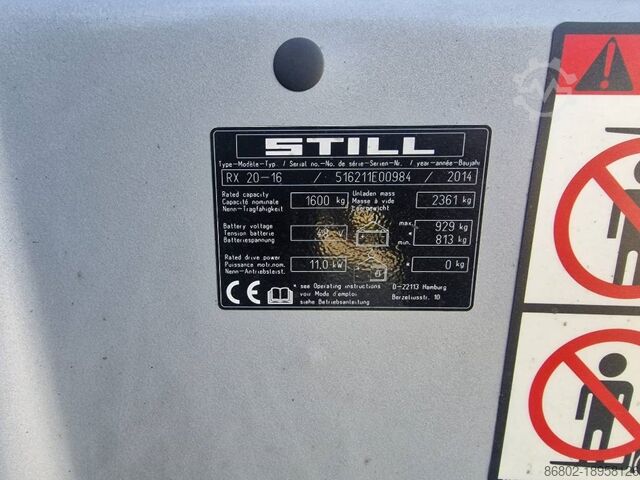 STILL
Type-Modèle-Typ / Serial no.-No. de série-Serien-Nr. / year-année-Baujahr
RX 20-16 / 516211E00984 / 2014
Rated capacity
Capacité nominale
Nenn-Tragfähigkeit
1600 kg
Unladen mass
Masse à vide
Leergewicht
2361 kg
Battery voltage
Tension batterie
Batteriespannung
48 V
max. 929 kg
* min. 813 kg
Rated drive power
Puissance motr.nom.
Nenn-Antriebsleist.
11.0 kW
* 0 kg
CE
* see Operating instructions
voir Mode d'emploi
siehe Betriebsanleitung
D-22113 Hamburg
Berzeliusstr. 10